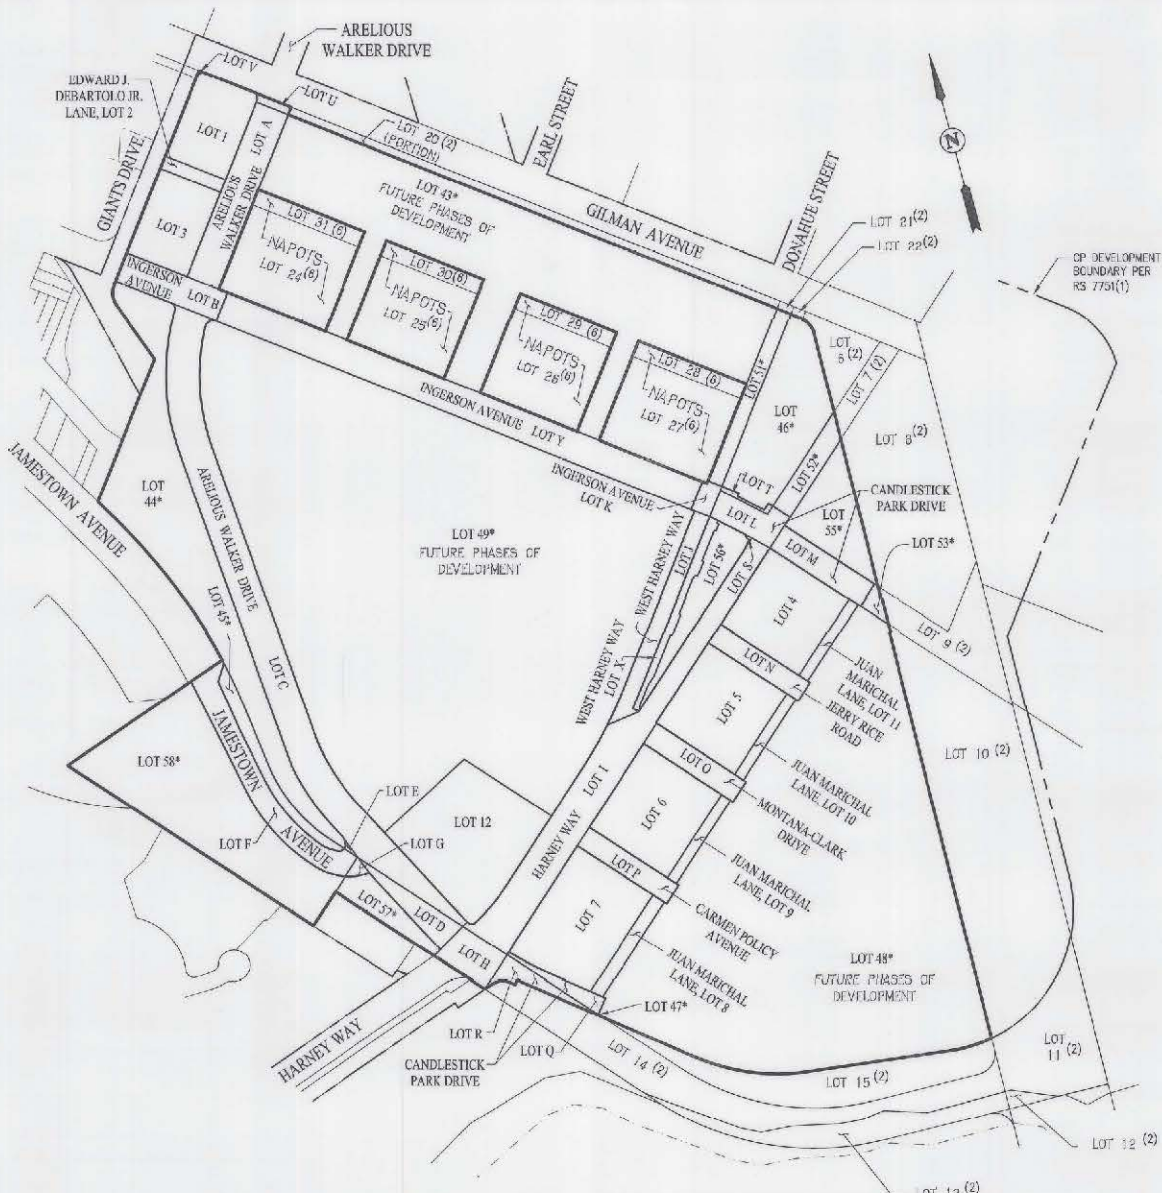 ARELIOUS
WALKER DRIVE
LOT V
EDWARD J.
DEBARTOLO JR.
LANE, LOT 2
LOT U
LOT 1
LOT A
ARELIOUS
WALKER DRIVE
LOT 20 (2)
(PORTION)
EARL STREET
GIANTS DRIVE
LOT 3
LOT 43*
FUTURE PHASES OF
DEVELOPMENT
GILMAN AVENUE
DONAHUE STREET
N
LOT 21(2)
LOT 22(2)
CP DEVELOPMENT
BOUNDARY PER
RS 7751(1)
INGERSON
AVENUE
LOT B
LOT 31 (6)
NAPOTS
LOT 24(6)
LOT 30(6)
NAPOTS
LOT 25(6)
LOT 29 (6)
NAPOTS
LOT 26(6)
LOT 28 (6)
NAPOTS
LOT 27(6)
LOT 51*
LOT
46*
LOT
(2)
LOT 7 (2)
LOT 8(2)
LOT 52*
INGERSON AVENUE LOT Y
INGERSON AVENUE
LOT K
LOT T
LOT L
CANDLESTICK
PARK DRIVE
LOT
55*
LOT M
LOT 53*
JAMESTOWN AVENUE
LOT
44*
ARELIOUS WALKER DRIVE
LOT C
LOT 45*
LOT 49*
FUTURE PHASES OF
DEVELOPMENT
WEST HARNEY WAY
LOT J
LOT 56*
LOT S
WEST HARNEY WAY
LOT X
LOT 4
LOT N
LOT 9 (2)
JUAN
MARICHAL
LANE, LOT 11
JERRY RICE
ROAD
LOT 5
LOT O
LOT 10 (2)
JUAN MARICHAL
LANE, LOT 10
MONTANA-CLARK
DRIVE
LOT 58*
JAMESTOWN
AVENUE
LOT F
LOT E
LOT G
LOT 12
HARNEY WAY
LOT I
LOT 6
LOT P
JUAN MARICHAL
LANE, LOT 9
CARMEN POLICY
AVENUE
LOT 7
JUAN MARICHAL
LANE, LOT 8
LOT 57*
LOT D
LOT H
LOT 48*
FUTURE PHASES OF
DEVELOPMENT
LOT 47*
HARNEY WAY
LOT R
LOT Q
CANDLESTICK
PARK DRIVE
LOT 14 (2)
LOT 15 (2)
LOT
11 (2)
LOT 12 (2)
LOT 13 (2)